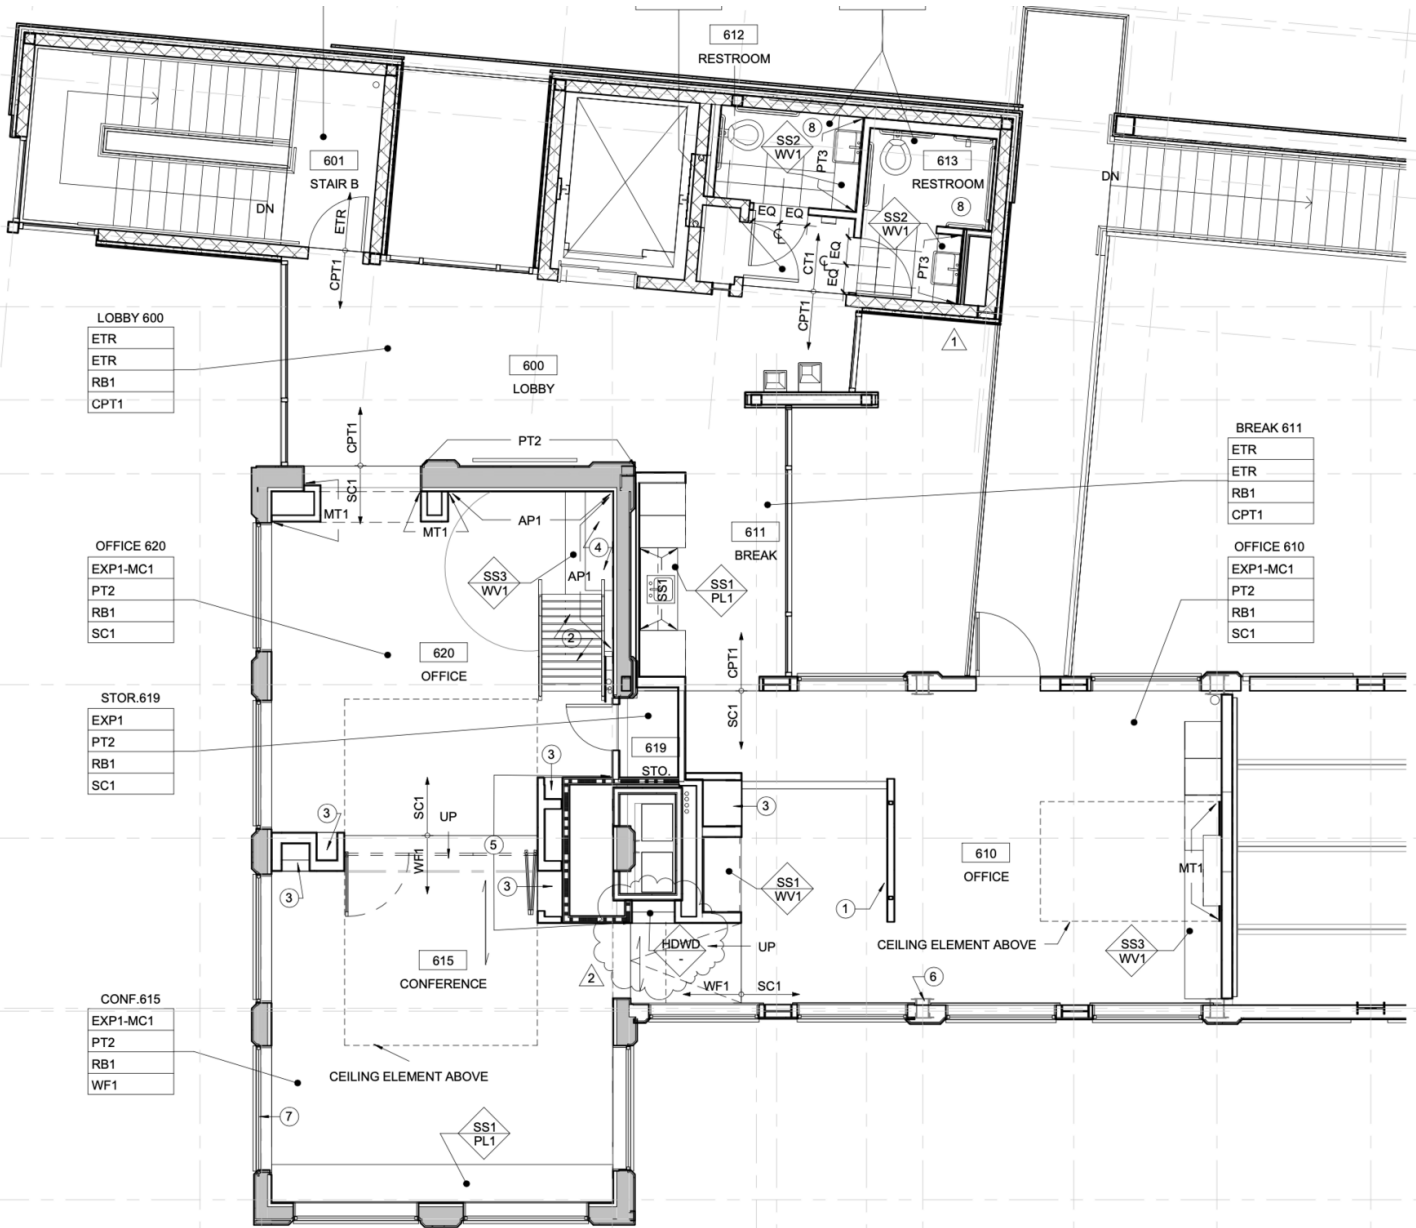 612
RESTROOM
8
SS2
WV1
PT3
613
RESTROOM
8
601
STAIR B
DN
ETR
CPT1
DN
EQ
EQ
SS2
WV1
CT1
EQ
EQ
PT3
CPT1
1
LOBBY 600
ETR
ETR
RB1
CPT1
600
LOBBY
CPT1
SC1
PT2
MT1
MT1
AP1
4
AP1
SS3
WV1
2
611
BREAK
SS1
SS1
PL1
BREAK 611
ETR
ETR
RB1
CPT1
OFFICE 620
EXP1-MC1
PT2
RB1
SC1
OFFICE 610
EXP1-MC1
PT2
RB1
SC1
620
OFFICE
CPT1
SC1
STOR.619
EXP1
PT2
RB1
SC1
619
STO.
3
3
SC1
WF1
UP
3
3
5
3
SS1
WV1
1
610
OFFICE
MT1
CEILING ELEMENT ABOVE
SS3
WV1
615
CONFERENCE
HDWD
-
UP
2
WF1
SC1
6
CONF.615
EXP1-MC1
PT2
RB1
WF1
CEILING ELEMENT ABOVE
7
SS1
PL1